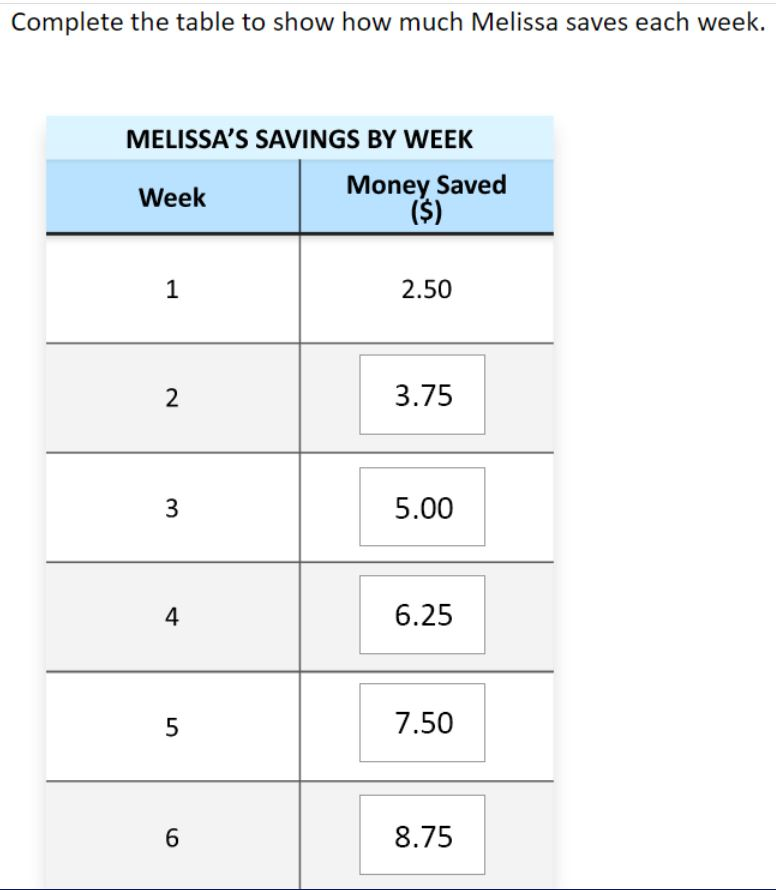 Complete the table to show how much Melissa saves each week.
MELISSA’S SAVINGS BY WEEK
Week
Money Saved
($)
1 2.50
2 3.75
3 5.00
4 6.25
5 7.50
6 8.75